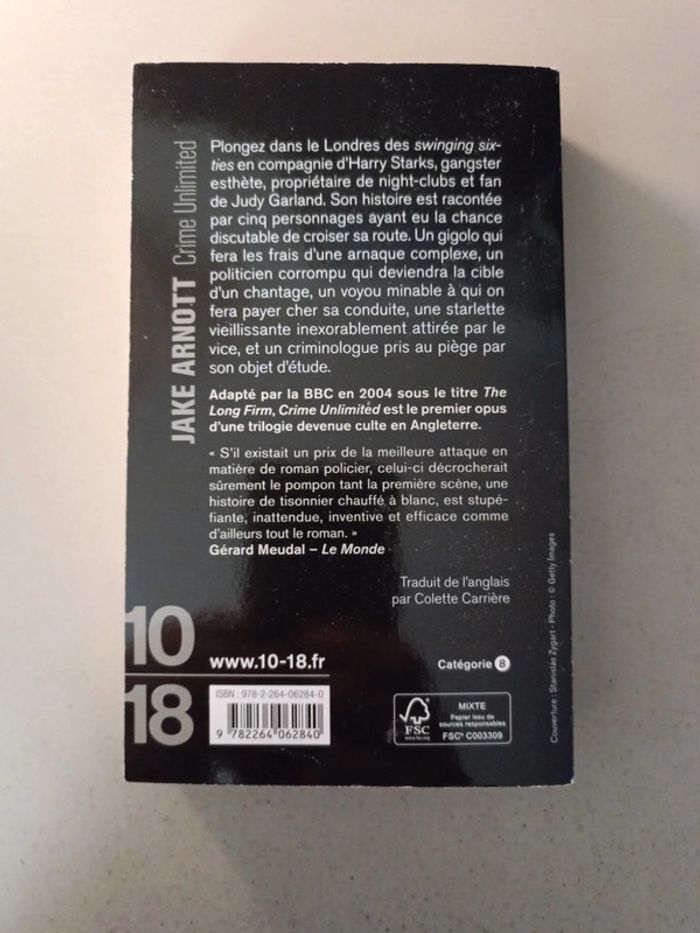 JAKE ARNOTT Crime Unlimited
Plongez dans le Londres des swinging six-
ties en compagnie d'Harry Starks, gangster
esthète, propriétaire de night-clubs et fan
de Judy Garland. Son histoire est racontée
par cinq personnages ayant eu la chance
discutable de croiser sa route. Un gigolo qui
fera les frais d'une arnaque complexe, un
politicien corrompu qui deviendra la cible
d'un chantage, un voyou minable à qui on
fera payer cher sa conduite, une starlette
vieillissante inexorablement attirée par le
vice, et un criminologue pris au piège par
son objet d'étude.
Adapté par la BBC en 2004 sous le titre The
Long Firm, Crime Unlimited est le premier opus
d'une trilogie devenue culte en Angleterre.
« S'il existait un prix de la meilleure attaque en
matière de roman policier, celui-ci décrocherait
sûrement le pompon tant la première scène, une
histoire de tisonnier chauffé à blanc, est stupé-
fiante, inattendue, inventive et efficace comme
d'ailleurs tout le roman. »
Gérard Meudal – Le Monde
Traduit de l'anglais
par Colette Carrière
10
18
www.10-18.fr
Catégorie 8
ISBN : 978-2-264-06284-0
9 782264 062840
FSC
www.fsc.org
MIXTE
Papier issu de
sources responsables
FSC® C003309
Couverture : Stanislas Zygart - Photo : © Getty Images